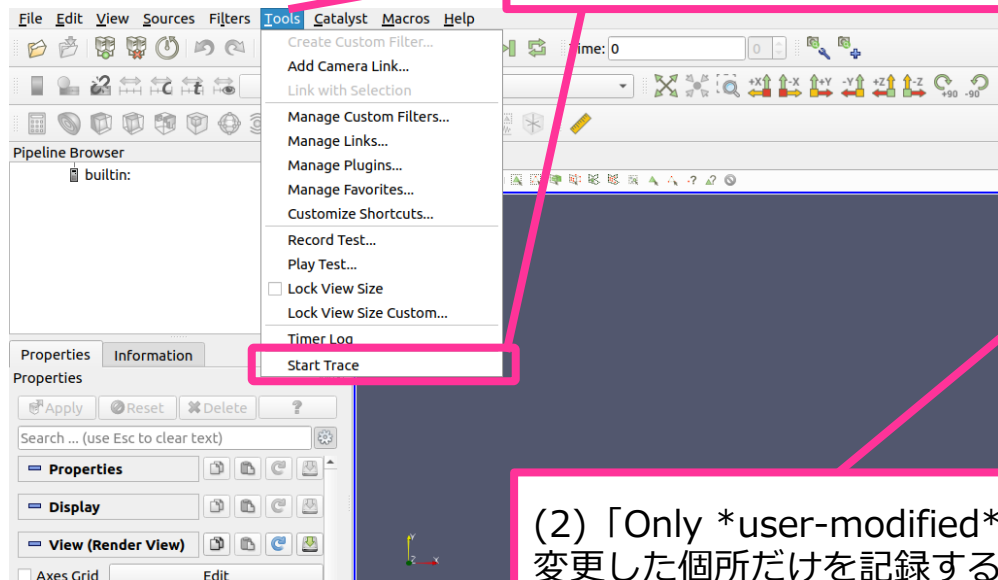 File Edit View Sources Filters Tools Catalyst Macros Help
Create Custom Filter...
Time: 0
0
Add Camera Link...
Link with Selection
+X -X +Y -Y +Z -Z +90 -90
Manage Custom Filters...
Pipeline Browser
Manage Links...
builtin:
Manage Plugins...
Manage Favorites...
Customize Shortcuts...
Record Test...
Play Test...
Lock View Size
Lock View Size Custom...
Timer Log
Start Trace
Properties Information
Properties
Apply Reset Delete ?
Search ... (use Esc to clear text)
Properties
Display
View (Render View)
Axes Grid Edit
Y
Z X
(2)「Only *user-modified*
変更した個所だけを記録する